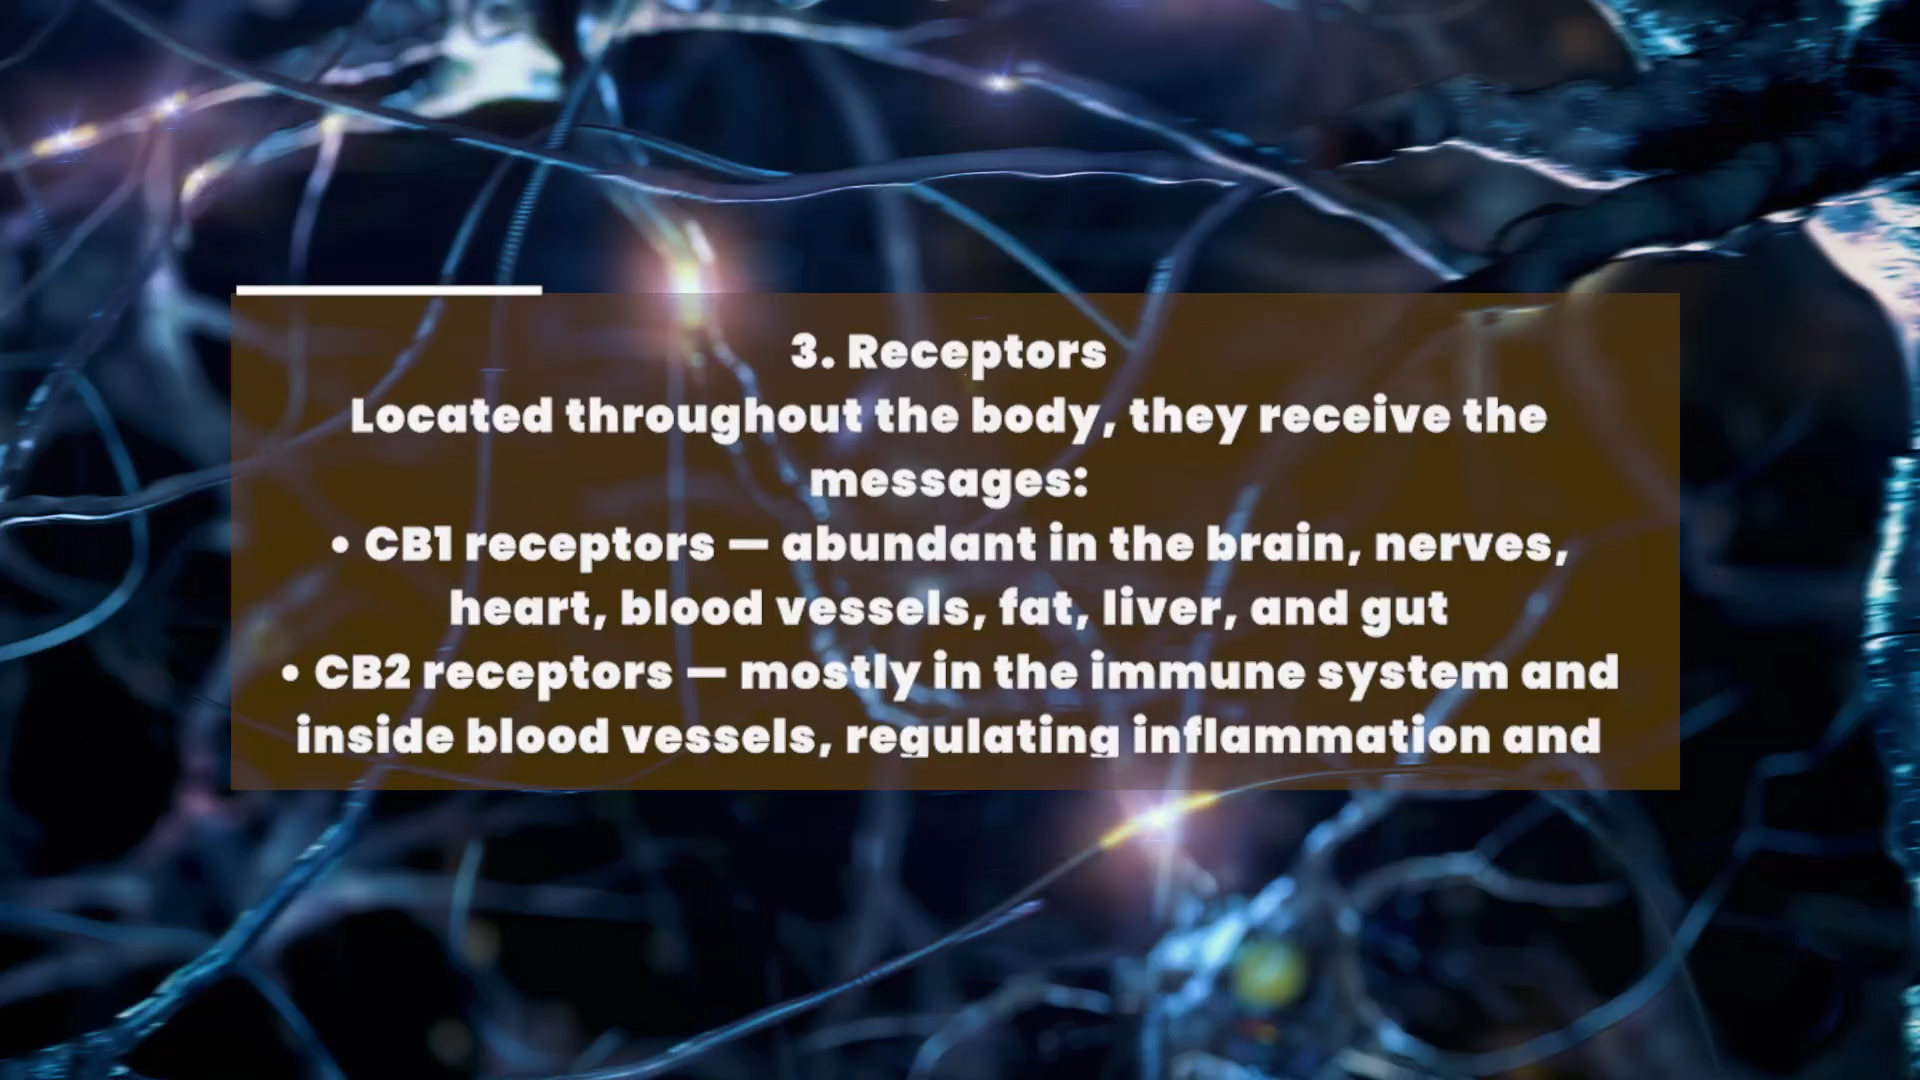 3. Receptors
Located throughout the body, they receive the
messages:
• CB1 receptors — abundant in the brain, nerves,
heart, blood vessels, fat, liver, and gut
• CB2 receptors — mostly in the immune system and
inside blood vessels, regulating inflammation and